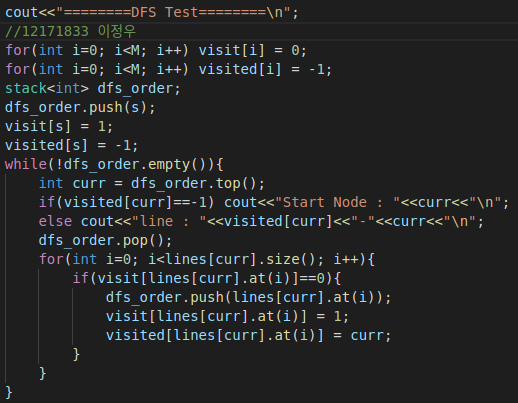 cout<<"========DFS Test========\n";
//12171833 이정우
for(int i=0; i<M; i++) visit[i] = 0;
for(int i=0; i<M; i++) visited[i] = -1;
stack<int> dfs_order;
dfs_order.push(s);
visit[s] = 1;
visited[s] = -1;
while(!dfs_order.empty()){
    int curr = dfs_order.top();
    if(visited[curr]==-1) cout<<"Start Node : "<<curr<<"\n";
    else cout<<"line : "<<visited[curr]<<"-"<<curr<<"\n";
    dfs_order.pop();
    for(int i=0; i<lines[curr].size(); i++){
        if(visit[lines[curr].at(i)]==0){
            dfs_order.push(lines[curr].at(i));
            visit[lines[curr].at(i)] = 1;
            visited[lines[curr].at(i)] = curr;
        }
    }
}